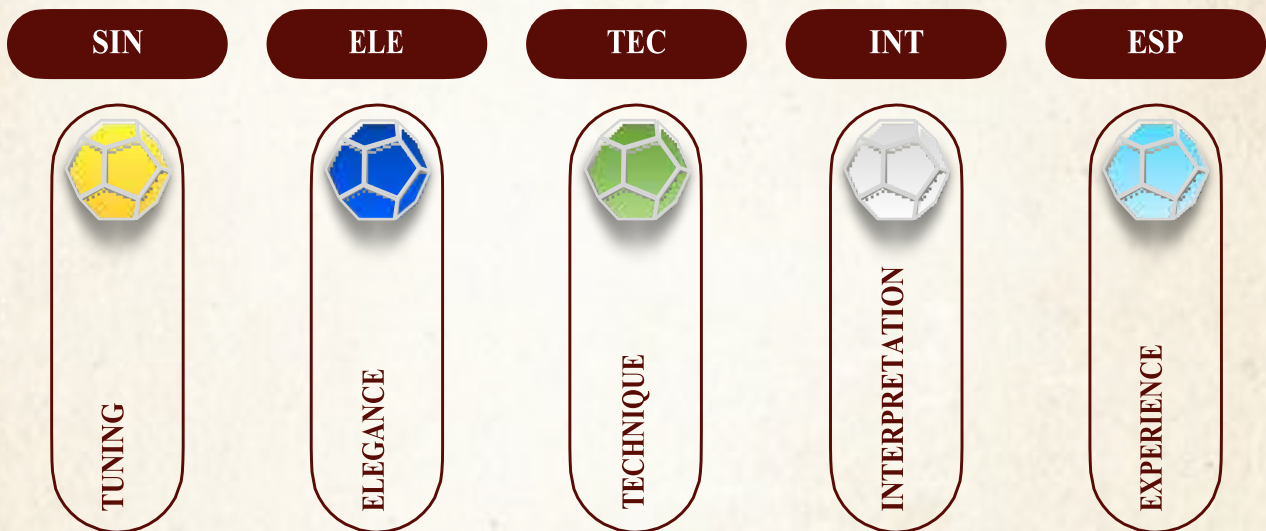 SIN
ELE
TEC
INT
ESP
TUNING
ELEGANCE
TECHNIQUE
INTERPRETATION
EXPERIENCE